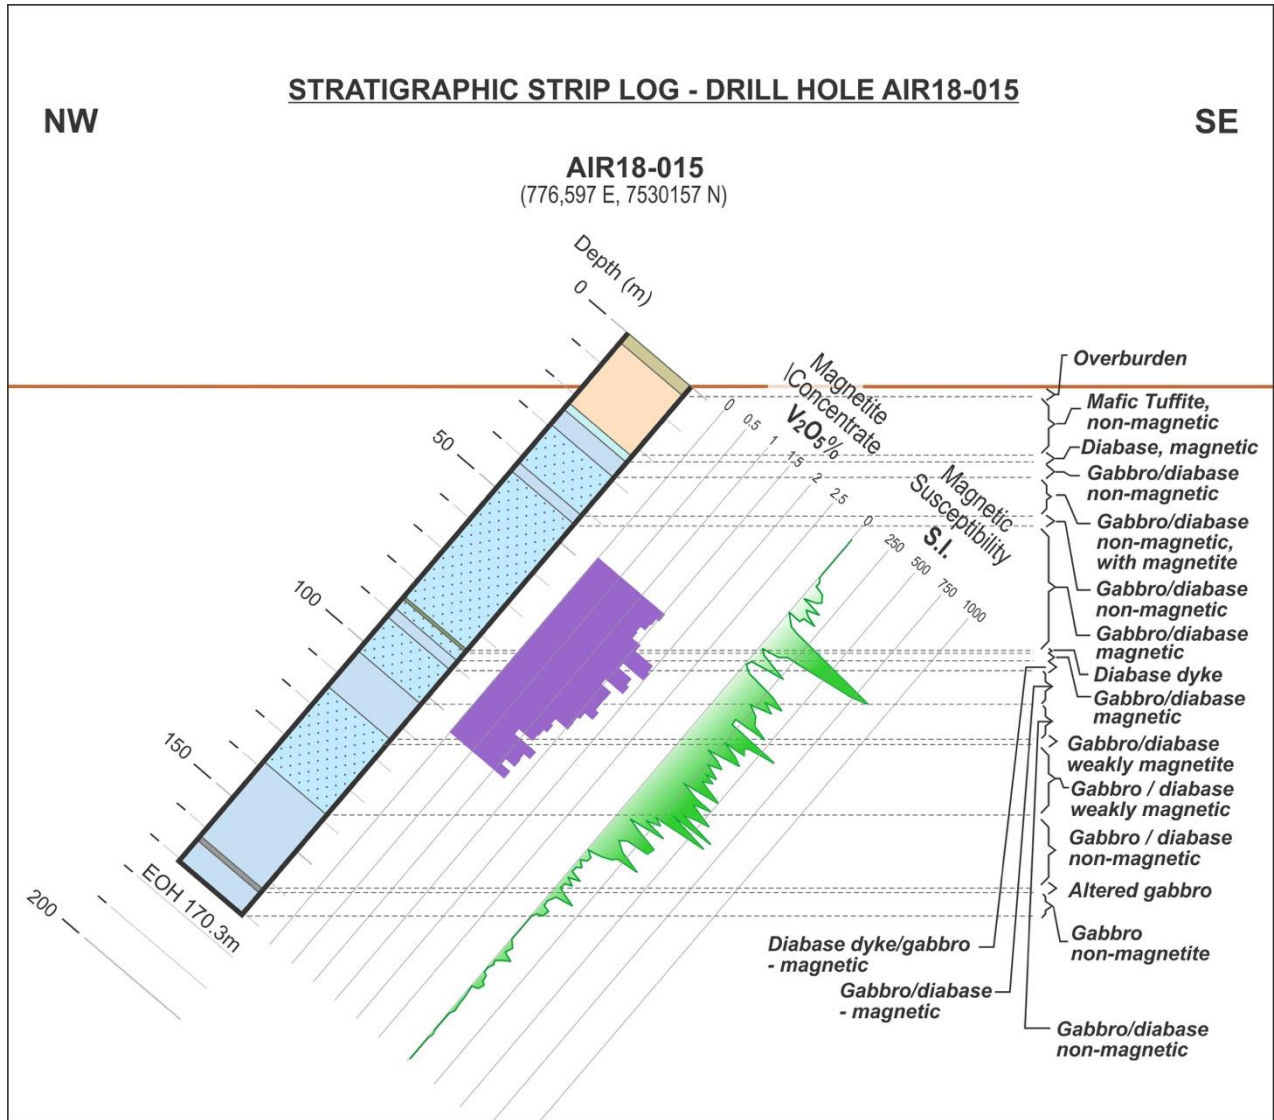 STRATIGRAPHIC STRIP LOG - DRILL HOLE AIR18-015
NW
SE
AIR18-015
(776,597 E, 7530157 N)
Depth (m)
0
50
100
150
200
EOH 170.3m
Magnetite
Concentrate
V₂O₅%
0
0.5
1
1.5
2
2.5
Magnetic
Susceptibility
S.I.
0
250
500
750
1000
Overburden
Mafic Tuffite,
non-magnetic
Diabase, magnetic
Gabbro/diabase
non-magnetic
Gabbro/diabase
non-magnetic,
with magnetite
Gabbro/diabase
non-magnetic
Gabbro/diabase
magnetic
Diabase dyke
Gabbro/diabase
magnetic
Gabbro/diabase
weakly magnetite
Gabbro / diabase
weakly magnetic
Gabbro / diabase
non-magnetic
Altered gabbro
Gabbro
non-magnetite
Diabase dyke/gabbro
- magnetic
Gabbro/diabase
- magnetic
Gabbro/diabase
non-magnetic